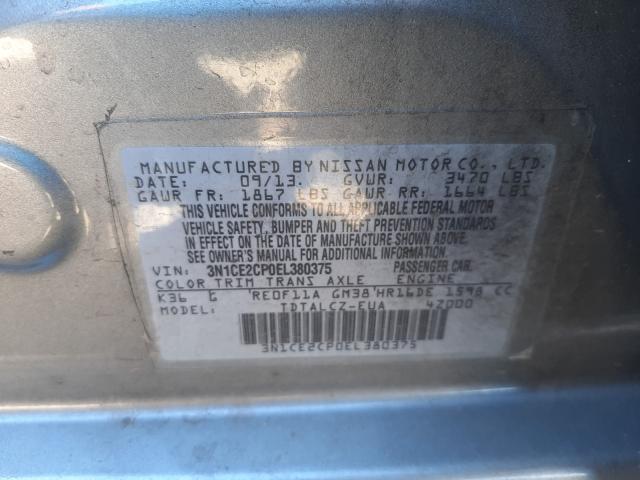 MANUFACTURED BY NISSAN MOTOR CO., LTD.
DATE: 09/13. GVWR: 3470 LBS
GAWR FR: 1867 LBS GAWR RR: 1664 LBS
THIS VEHICLE CONFORMS TO ALL APPLICABLE FEDERAL MOTOR
VEHICLE SAFETY, BUMPER AND THEFT PREVENTION STANDARDS
IN EFFECT ON THE DATE OF MANUFACTURE SHOWN ABOVE.
SEE OWNER'S MANUAL FOR ADDITIONAL INFORMATION.
VIN: 3N1CE2CP0EL380375 PASSENGER CAR.
COLOR TRIM TRANS AXLE ENGINE
K36 G 'RE0F11A GM38'HR16DE 1598 CC
MODEL: TDTALCZ-EUA 4Z000
3N1CE2CP0EL380375